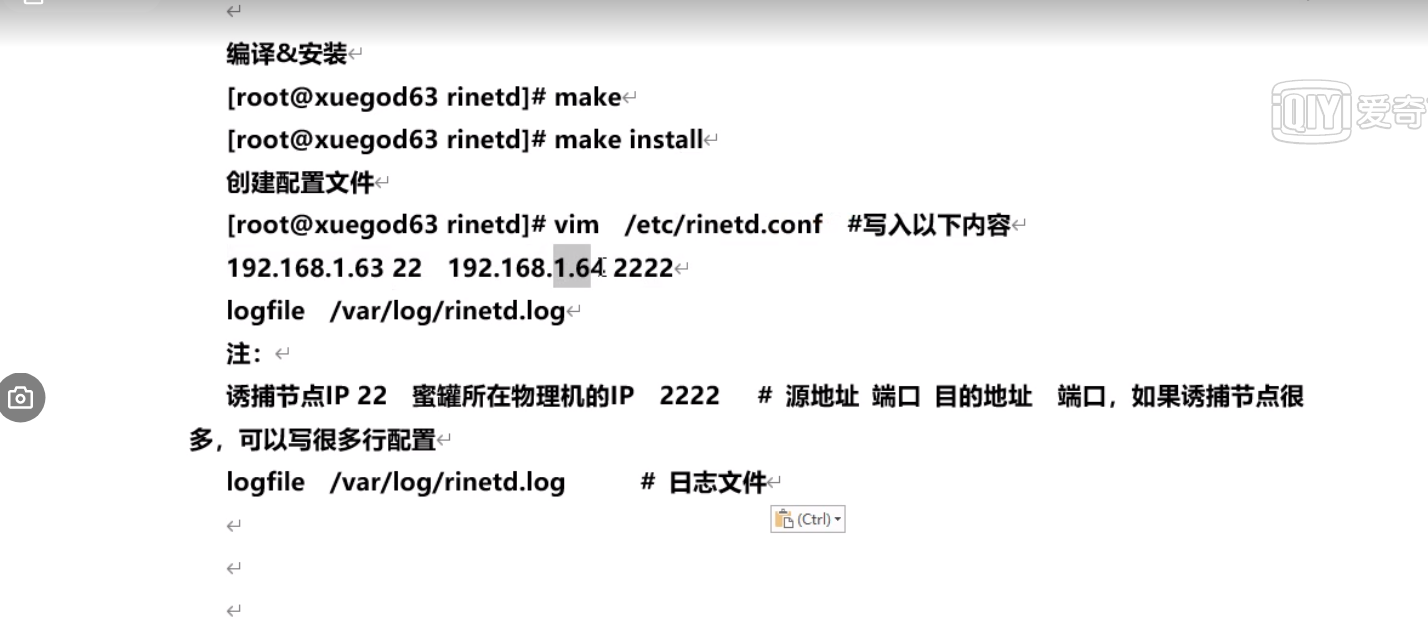 编译&安装
[root@xuegod63 rinetd]# make
[root@xuegod63 rinetd]# make install
创建配置文件
[root@xuegod63 rinetd]# vim /etc/rinetd.conf #写入以下内容
192.168.1.63 22 192.168.1.64 2222
logfile /var/log/rinetd.log
注：
诱捕节点IP 22 蜜罐所在物理机的IP 2222 # 源地址 端口 目的地址 端口，如果诱捕节点很
多，可以写很多行配置
logfile /var/log/rinetd.log # 日志文件
(Ctrl)
iQIYI 爱奇